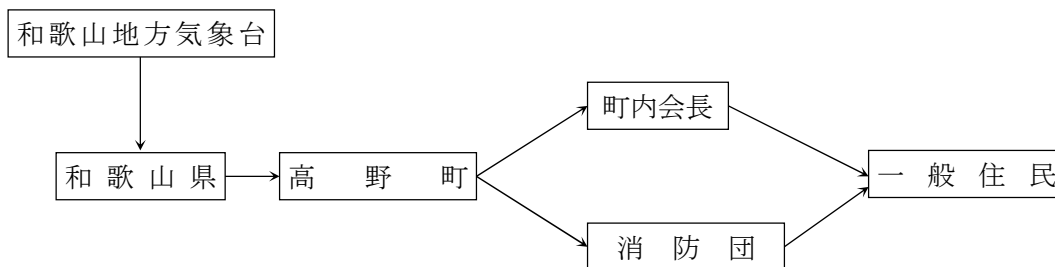 和歌山地方気象台
町内会長
和歌山県
高野町
一般住民
消防団